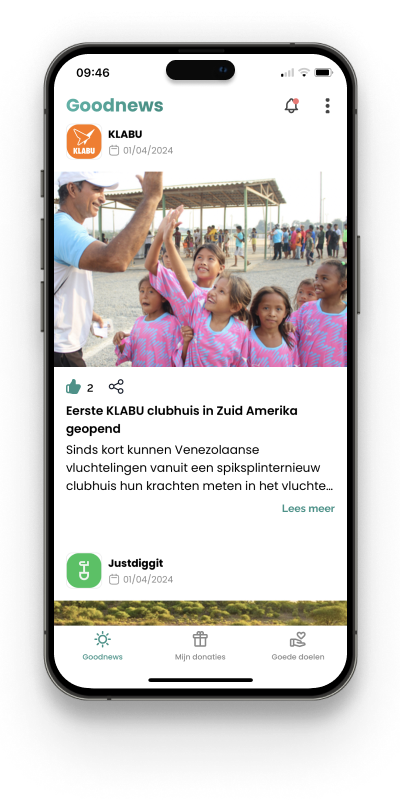 09:46
Goodnews
KLABU
KLABU
01/04/2024
2
Eerste KLABU clubhuis in Zuid Amerika
geopend
Sinds kort kunnen Venezolaanse
vluchtelingen vanuit een spiksplinternieuw
clubhuis hun krachten meten in het vluchte...
Lees meer
Justdiggit
01/04/2024
Goodnews
Mijn donaties
Goede doelen